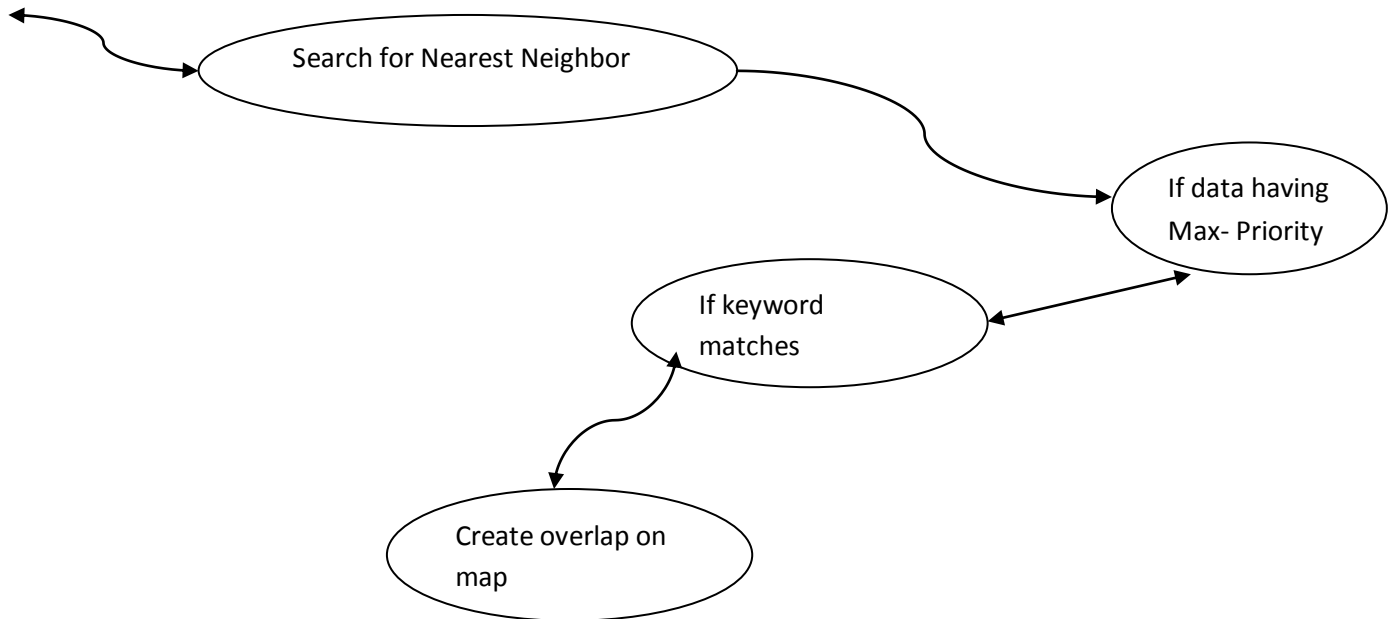 Search for Nearest Neighbor
If data having
Max- Priority
If keyword
matches
Create overlap on
map